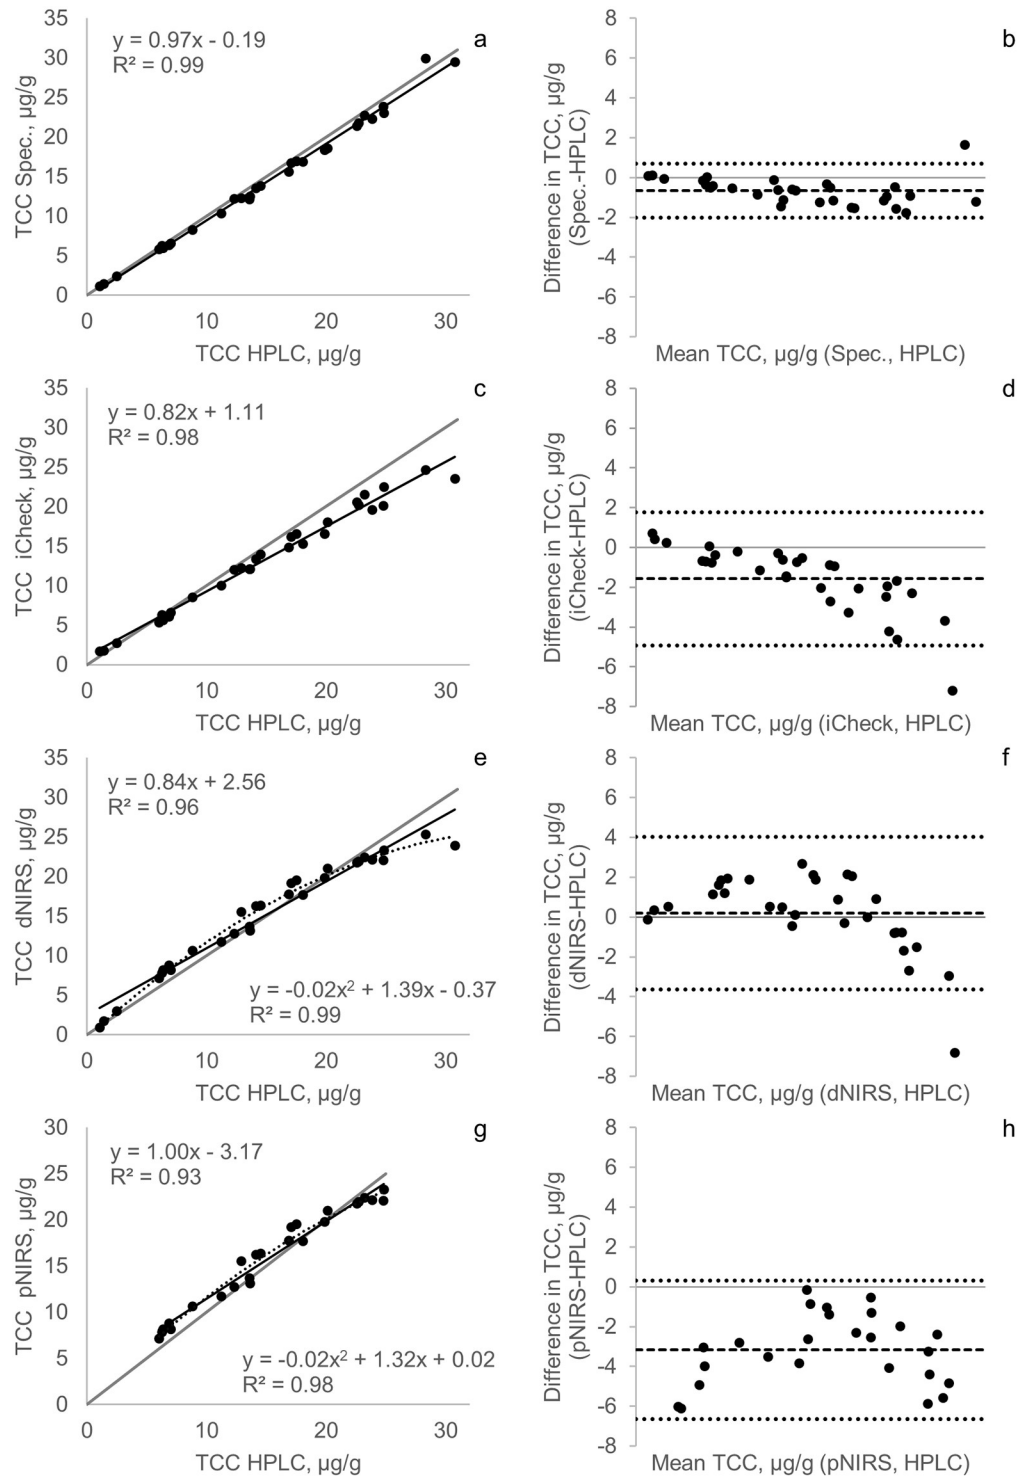 35
30
25
20
15
10
5
0
TCC Spec., µg/g
y = 0.97x - 0.19
R² = 0.99
a
0 10 20 30
TCC HPLC, µg/g
8
6
4
2
0
-2
-4
-6
-8
Difference in TCC, µg/g
(Spec.-HPLC)
b
Mean TCC, µg/g (Spec., HPLC)
35
30
25
20
15
10
5
0
TCC iCheck, µg/g
y = 0.82x + 1.11
R² = 0.98
c
0 10 20 30
TCC HPLC, µg/g
8
6
4
2
0
-2
-4
-6
-8
Difference in TCC, µg/g
(iCheck-HPLC)
d
Mean TCC, µg/g (iCheck, HPLC)
35
30
25
20
15
10
5
0
TCC dNIRS, µg/g
y = 0.84x + 2.56
R² = 0.96
e
y = -0.02x² + 1.39x - 0.37
R² = 0.99
0 10 20 30
TCC HPLC, µg/g
8
6
4
2
0
-2
-4
-6
-8
Difference in TCC, µg/g
(dNIRS-HPLC)
f
Mean TCC, µg/g (dNIRS, HPLC)
30
25
20
15
10
5
0
TCC pNIRS, µg/g
y = 1.00x - 3.17
R² = 0.93
g
y = -0.02x² + 1.32x + 0.02
R² = 0.98
0 10 20 30
TCC HPLC, µg/g
8
6
4
2
0
-2
-4
-6
-8
Difference in TCC, µg/g
(pNIRS-HPLC)
h
Mean TCC, µg/g (pNIRS, HPLC)